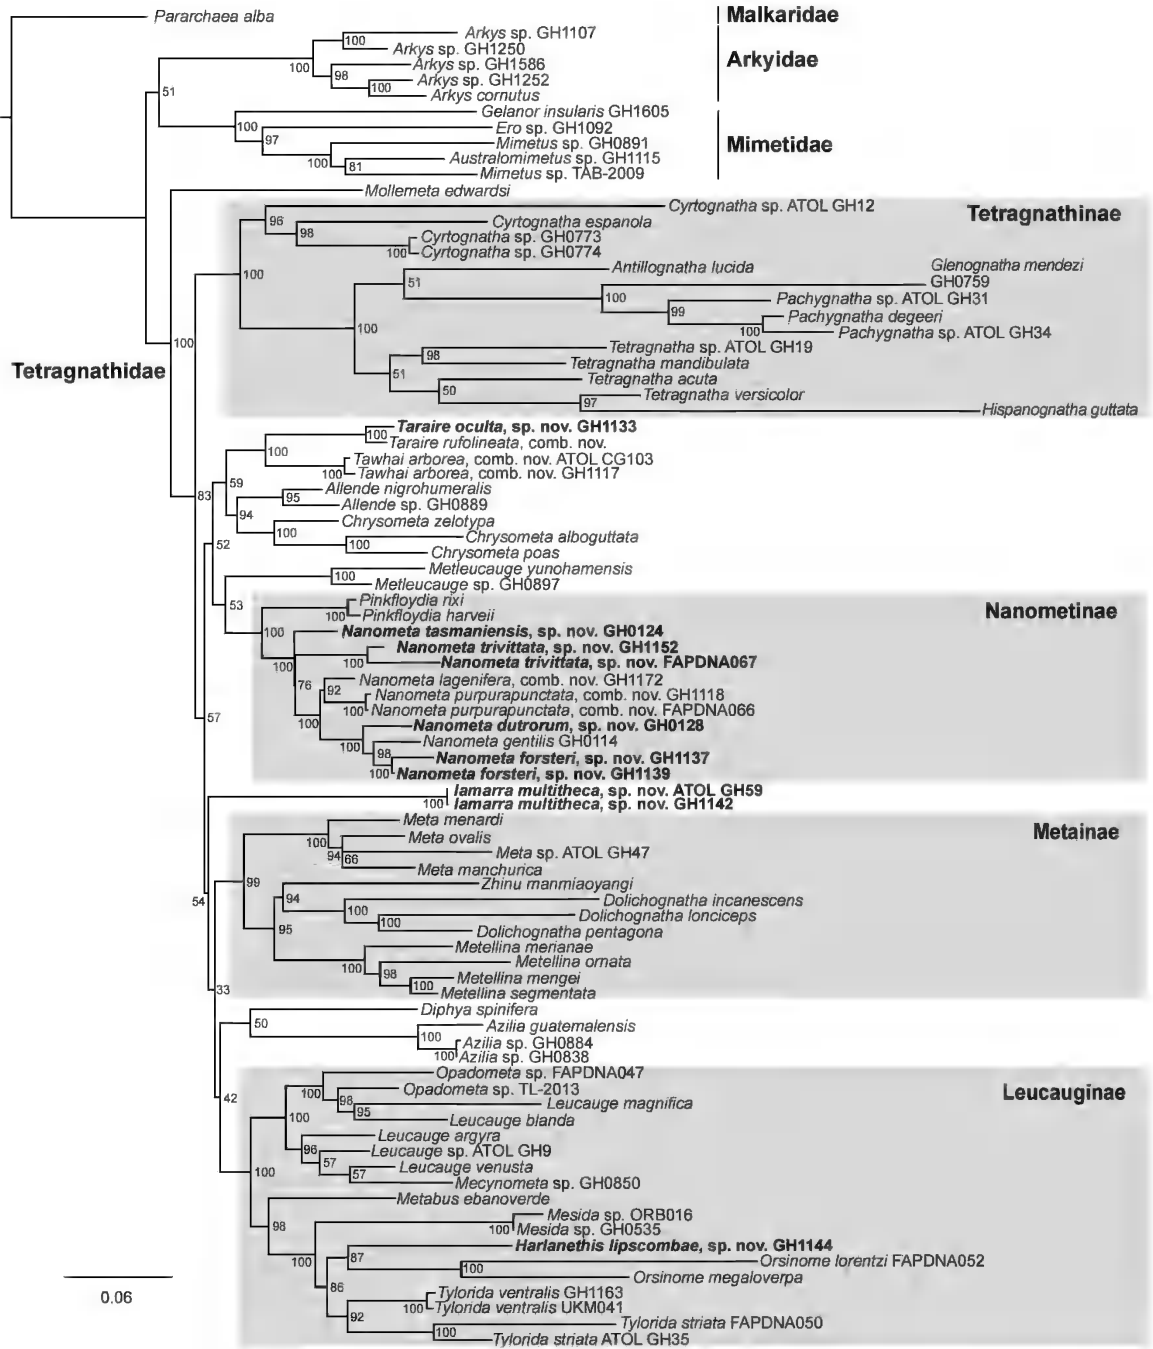 Pararchaea alba
Malkaridae
Arkys sp. GH1107
100
Arkys sp. GH1250
Arkyidae
100
Arkys sp. GH1586
98
Arkys sp. GH1252
100
Arkys cornutus
51
Gelanor insularis GH1605
100
Ero sp. GH1092
97
Mimetus sp. GH0891
Mimetidae
100
Australomimetus sp. GH1115
81
Mimetus sp. TAB-2009
Mollemeta edwardsi
Cyrtognatha sp. ATOL GH12
Tetragnathinae
96
Cyrtognatha espanola
98
Cyrtognatha sp. GH0773
100
Cyrtognatha sp. GH0774
100
Antillognatha lucida
Glenognatha mendezi
GH0759
51
100
Pachygnatha sp. ATOL GH31
99
Pachygnatha degeeri
100
Pachygnatha sp. ATOL GH34
100
Tetragnathidae
100
Tetragnatha sp. ATOL GH19
98
Tetragnatha mandibulata
51
Tetragnatha acuta
50
Tetragnatha versicolor
97
Hispanognatha guttata
Taraire oculta, sp. nov. GH1133
100
Taraire rufolineata, comb. nov.
100
Tawhai arborea, comb. nov. ATOL CG103
100
Tawhai arborea, comb. nov. GH1117
59
Allende nigrohumeralis
95
Allende sp. GH0889
83
94
Chrysometa zelotypa
100
Chrysometa alboguttata
100
Chrysometa poas
52
Metleucauge yunohamensis
100
Metleucauge sp. GH0897
53
Pinkfloydia rixi
Nanometinae
100
Pinkfloydia harveii
100
Nanometa tasmaniensis, sp. nov. GH0124
Nanometa trivittata, sp. nov. GH1152
100
Nanometa trivittata, sp. nov. FAPDNA067
100
76
Nanometa lagenifera, comb. nov. GH1172
92
Nanometa purpurapunctata, comb. nov. GH1118
100
Nanometa purpurapunctata, comb. nov. FAPDNA066
57
100
Nanometa dutrorum, sp. nov. GH0128
100
Nanometa gentilis GH0114
98
Nanometa forsteri, sp. nov. GH1137
100
Nanometa forsteri, sp. nov. GH1139
Iamarra multitheca, sp. nov. ATOL GH59
100
Iamarra multitheca, sp. nov. GH1142
Meta menardi
Metainae
100
Meta ovalis
94
66
Meta sp. ATOL GH47
Meta manchurica
99
Zhinu manmiaoyangi
94
Dolichognatha incanescens
54
100
Dolichognatha lonciceps
100
Dolichognatha pentagona
95
Metellina merianae
100
Metellina ornata
98
Metellina mengei
100
Metellina segmentata
33
Diphya spinifera
50
Azilia guatemalensis
100
Azilia sp. GH0884
100
Azilia sp. GH0838
Opadometa sp. FAPDNA047
42
100
Opadometa sp. TL-2013
Leucauginae
98
Leucauge magnifica
95
Leucauge blanda
100
Leucauge argyra
96
Leucauge sp. ATOL GH9
57
Leucauge venusta
57
Mecynometa sp. GH0850
100
Metabus ebanoverde
Mesida sp. ORB016
98
100
Mesida sp. GH0535
Harlanethis lipscombae, sp. nov. GH1144
100
87
Orsinome lorentzi FAPDNA052
100
Orsinome megaloverpa
86
Tylorida ventralis GH1163
0.06
100
Tylorida ventralis UKM041
92
Tylorida striata FAPDNA050
100
Tylorida striata ATOL GH35